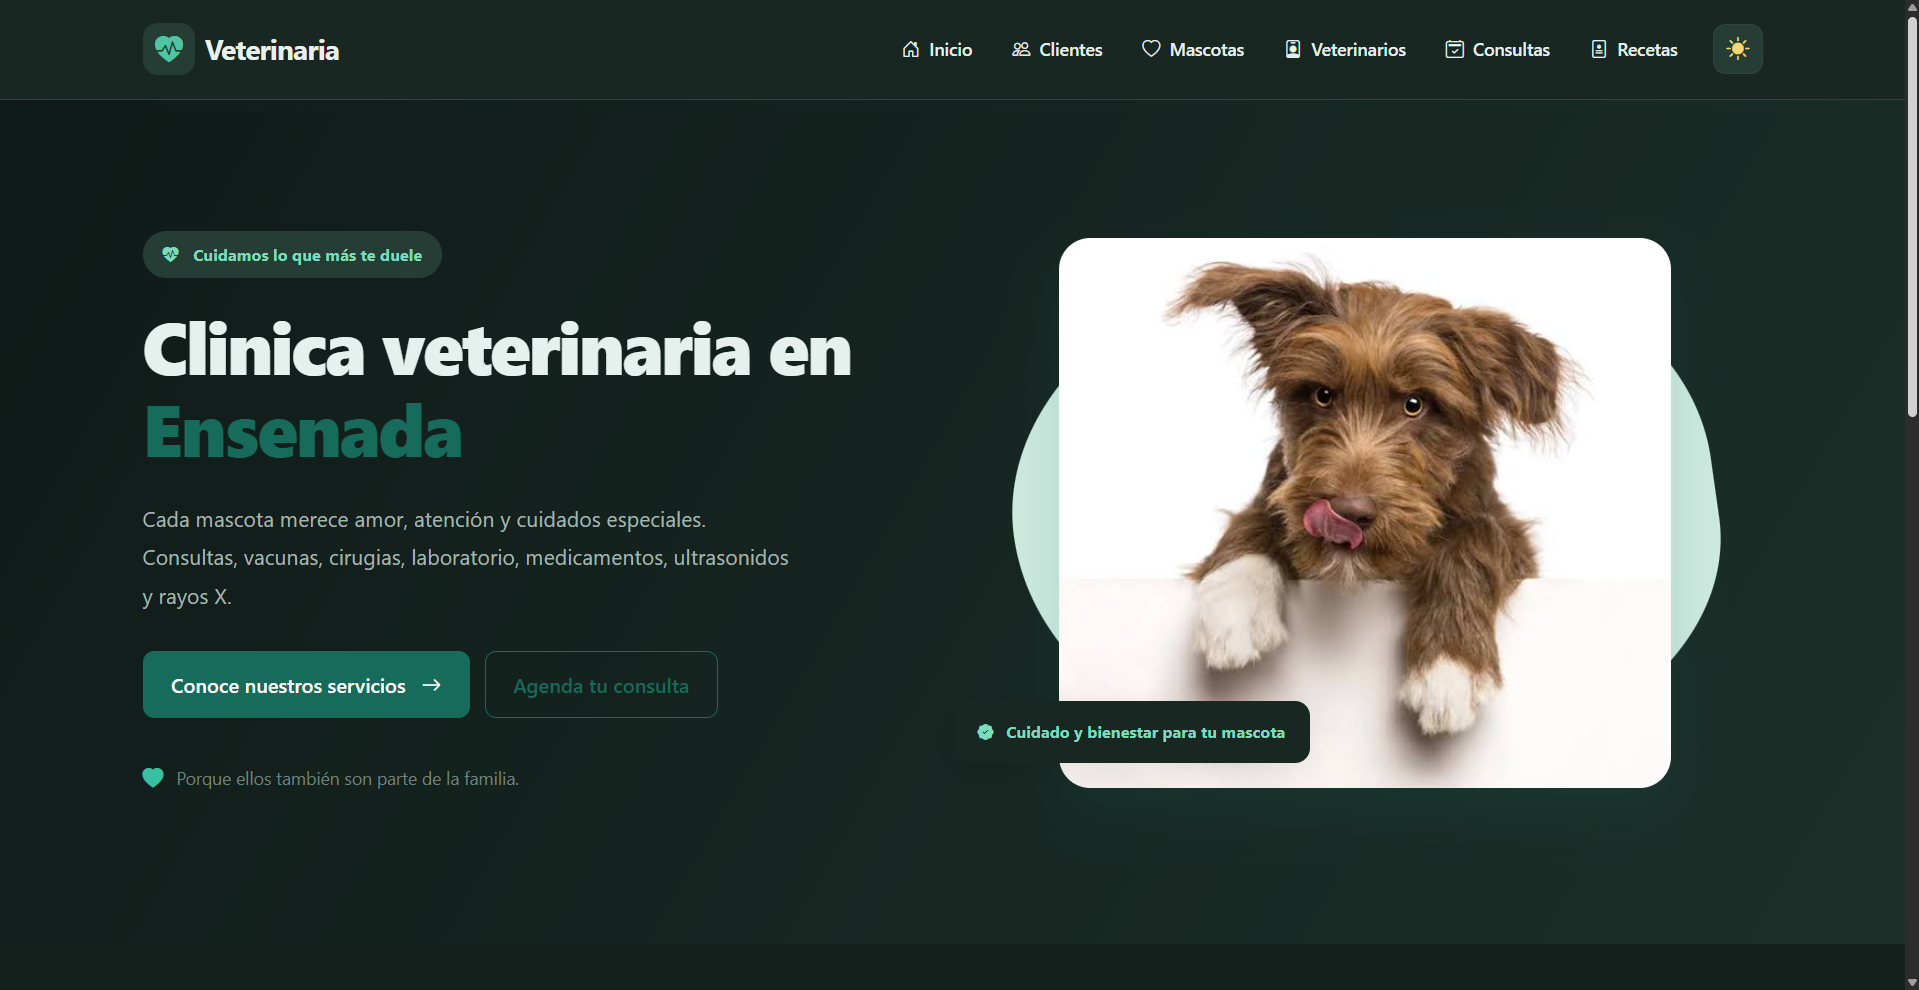 Veterinaria
Inicio
Clientes
Mascotas
Veterinarios
Consultas
Recetas
Cuidamos lo que más te duele
Clinica veterinaria en
Ensenada
Cada mascota merece amor, atención y cuidados especiales.
Consultas, vacunas, cirugias, laboratorio, medicamentos, ultrasonidos
y rayos X.
Conoce nuestros servicios
Agenda tu consulta
Porque ellos también son parte de la familia.
Cuidado y bienestar para tu mascota